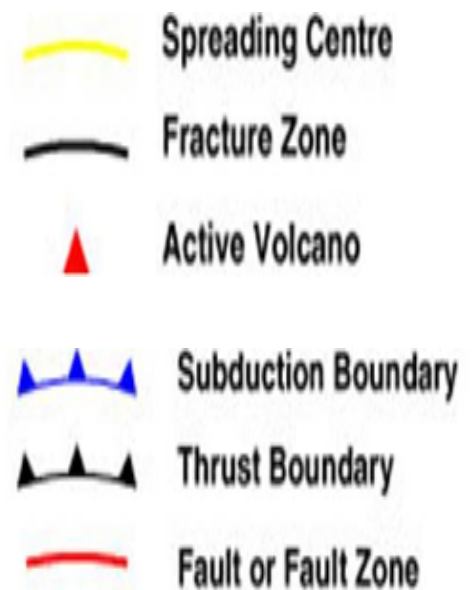 Spreading Centre
Fracture Zone
Active Volcano
Subduction Boundary
Thrust Boundary
Fault or Fault Zone